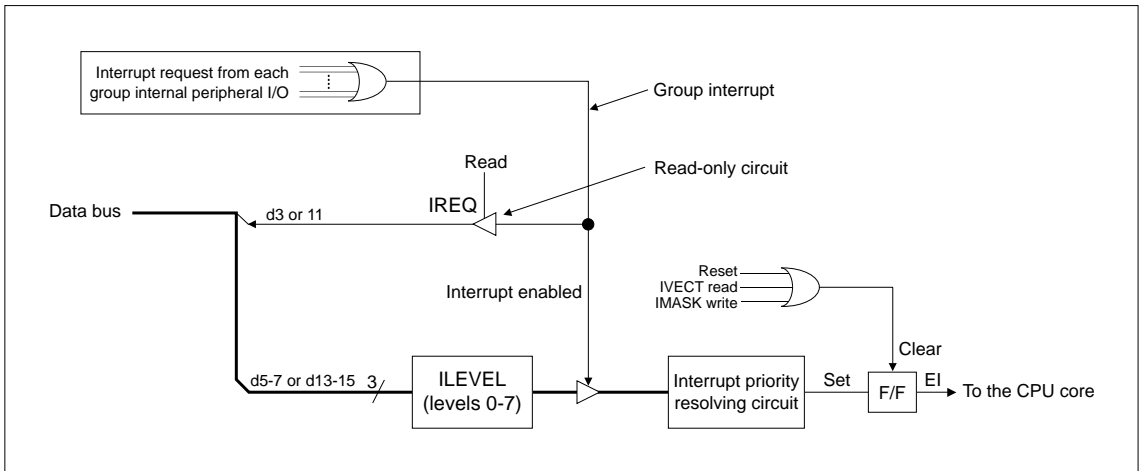 Interrupt request from each
group internal peripheral I/O
Group interrupt
Read
Read-only circuit
IREQ
Data bus
d3 or 11
Interrupt enabled
Reset
IVECT read
IMASK write
Clear
d5-7 or d13-15
3
ILEVEL
(levels 0-7)
Interrupt priority
resolving circuit
Set
F/F
EI
To the CPU core